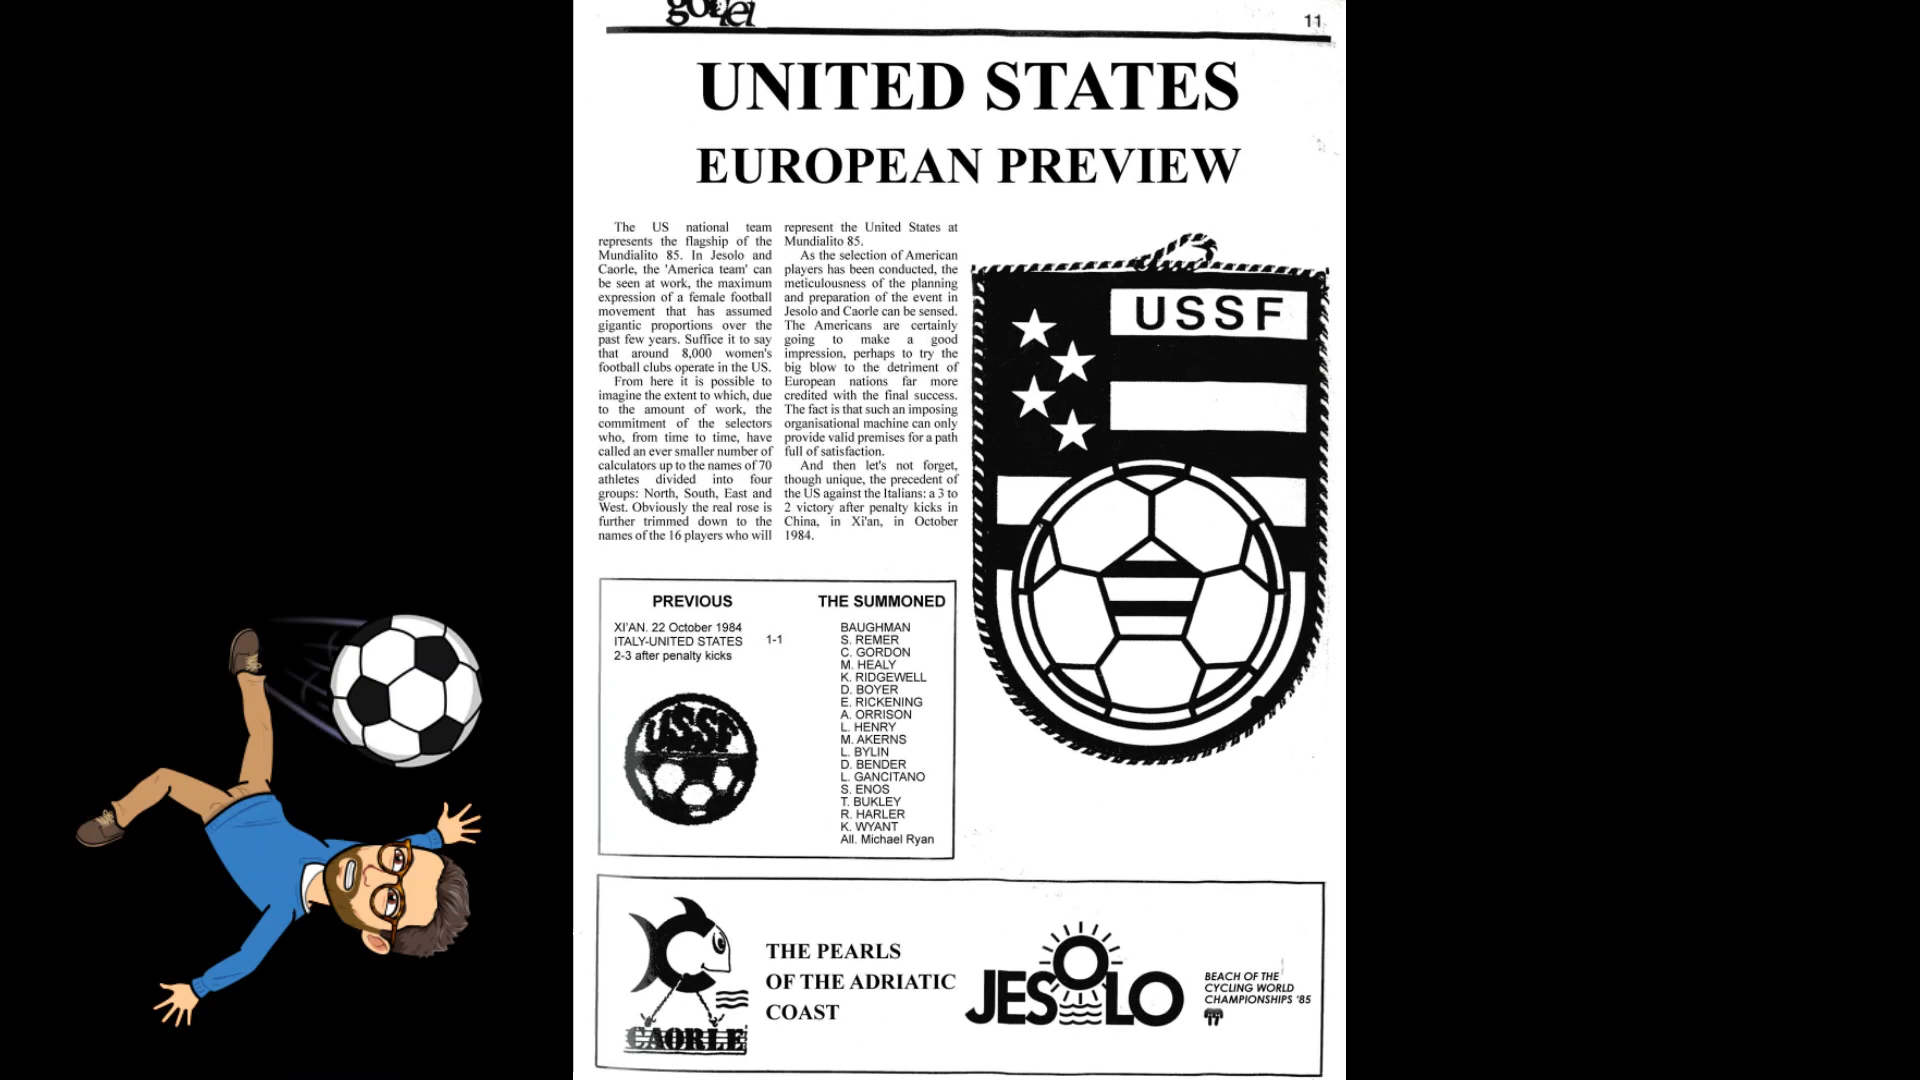 11
UNITED STATES
EUROPEAN PREVIEW
The US national team
represents the flagship of the
Mundialito 85. In Jesolo and
Caorle, the 'America team' can
be seen at work, the maximum
expression of a female football
movement that has assumed
gigantic proportions over the
past few years. Suffice it to say
that around 8,000 women's
football clubs operate in the US.
From here it is possible to
imagine the extent to which, due
to the amount of work, the
commitment of the selectors
who, from time to time, have
called an ever smaller number of
calculators up to the names of 70
athletes divided into four
groups: North, South, East and
West. Obviously the real rose is
further trimmed down to the
names of the 16 players who will
represent the United States at
Mundialito 85.
As the selection of American
players has been conducted, the
meticulousness of the planning
and preparation of the event in
Jesolo and Caorle can be sensed.
The Americans are certainly
going to make a good
impression, perhaps to try the
big blow to the detriment of
European nations far more
credited with the final success.
The fact is that such an imposing
organisational machine can only
provide valid premises for a path
full of satisfaction.
And then let's not forget,
though unique, the precedent of
the US against the Italians: a 3 to
2 victory after penalty kicks in
China, in Xi'an, in October
1984.
USSF
PREVIOUS
XI'AN. 22 October 1984
ITALY-UNITED STATES 1-1
2-3 after penalty kicks
USSF
THE SUMMONED
BAUGHMAN
S. REMER
C. GORDON
M. HEALY
K. RIDGEWELL
D. BOYER
E. RICKENING
A. ORRISON
L. HENRY
M. AKERNS
L. BYLIN
D. BENDER
L. GANCITANO
S. ENOS
T. BUKLEY
R. HARLER
K. WYANT
All. Michael Ryan
CAORLE
THE PEARLS
OF THE ADRIATIC
COAST
JESOLO
BEACH OF THE
CYCLING WORLD
CHAMPIONSHIPS '85